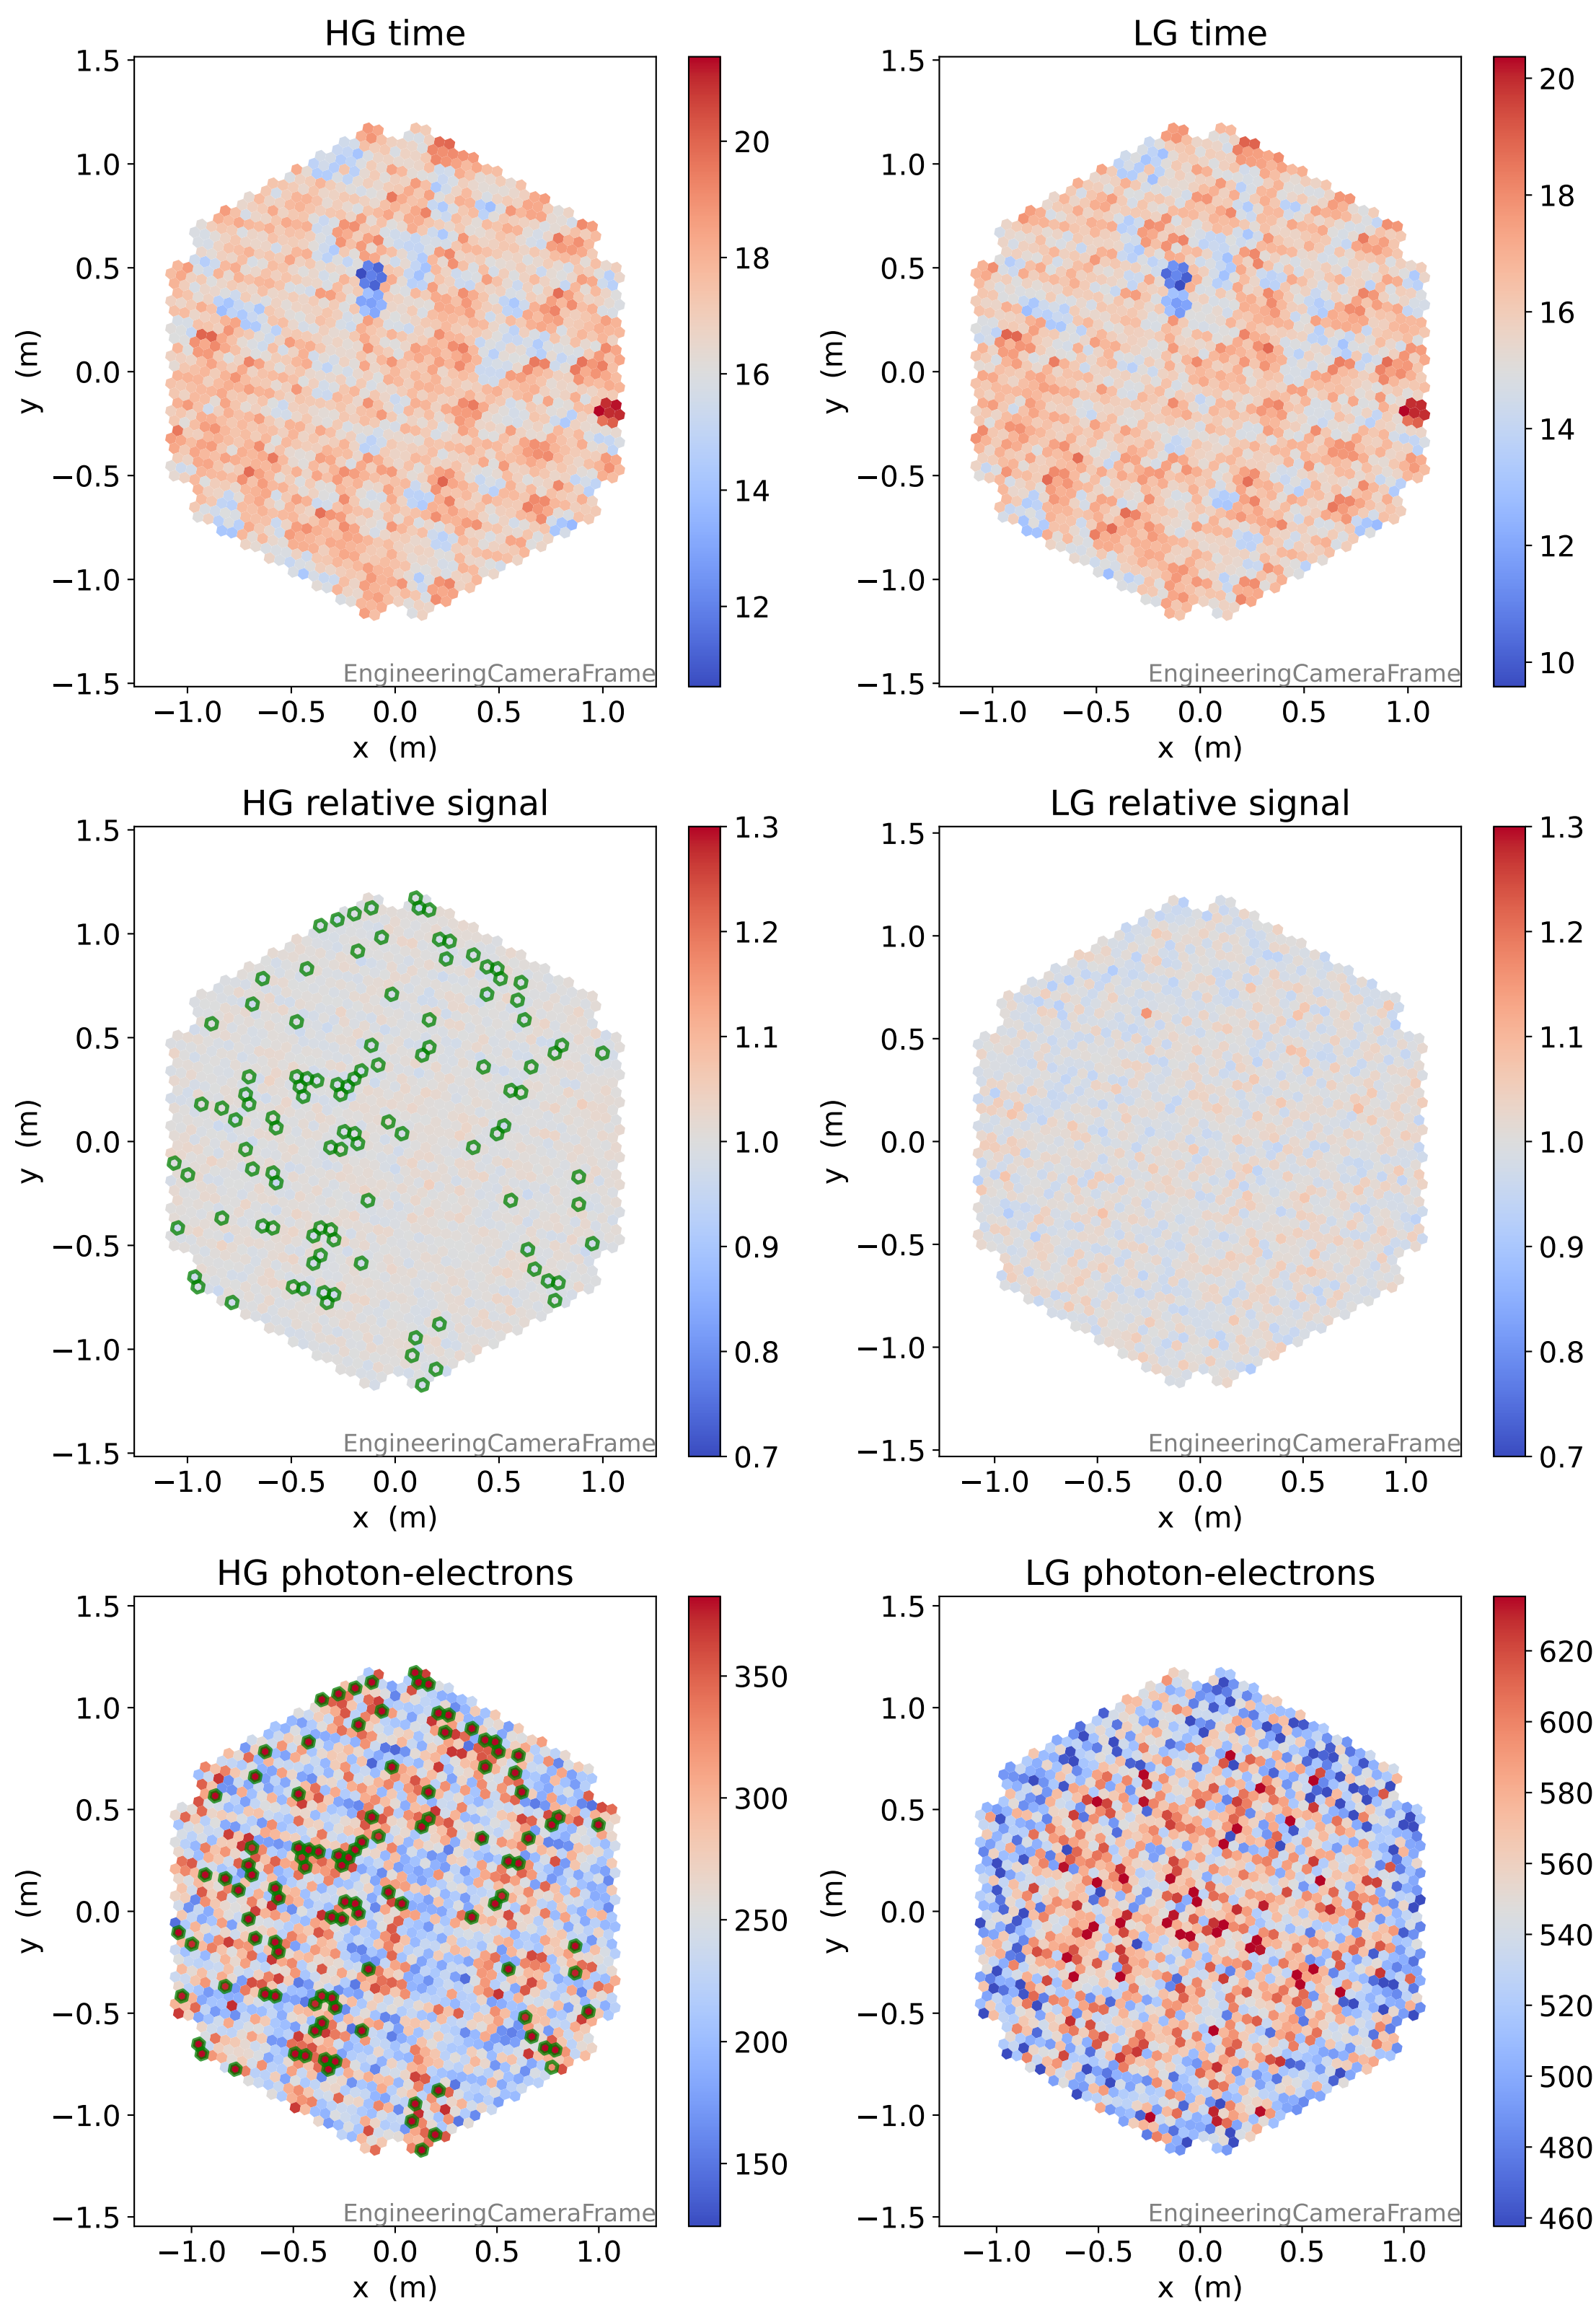 HG time
1.5
1.0
0.5
0.0
−0.5
−1.0
−1.5
y (m)
EngineeringCameraFrame
−1.0 −0.5 0.0 0.5 1.0
x (m)
20
18
16
14
12
LG time
1.5
1.0
0.5
0.0
−0.5
−1.0
−1.5
y (m)
EngineeringCameraFrame
−1.0 −0.5 0.0 0.5 1.0
x (m)
20
18
16
14
12
10
HG relative signal
1.5
1.0
0.5
0.0
−0.5
−1.0
−1.5
y (m)
EngineeringCameraFrame
−1.0 −0.5 0.0 0.5 1.0
x (m)
1.3
1.2
1.1
1.0
0.9
0.8
0.7
LG relative signal
1.5
1.0
0.5
0.0
−0.5
−1.0
−1.5
y (m)
EngineeringCameraFrame
−1.0 −0.5 0.0 0.5 1.0
x (m)
1.3
1.2
1.1
1.0
0.9
0.8
0.7
HG photon-electrons
1.5
1.0
0.5
0.0
−0.5
−1.0
−1.5
y (m)
EngineeringCameraFrame
−1.0 −0.5 0.0 0.5 1.0
x (m)
350
300
250
200
150
LG photon-electrons
1.5
1.0
0.5
0.0
−0.5
−1.0
−1.5
y (m)
EngineeringCameraFrame
−1.0 −0.5 0.0 0.5 1.0
x (m)
620
600
580
560
540
520
500
480
460